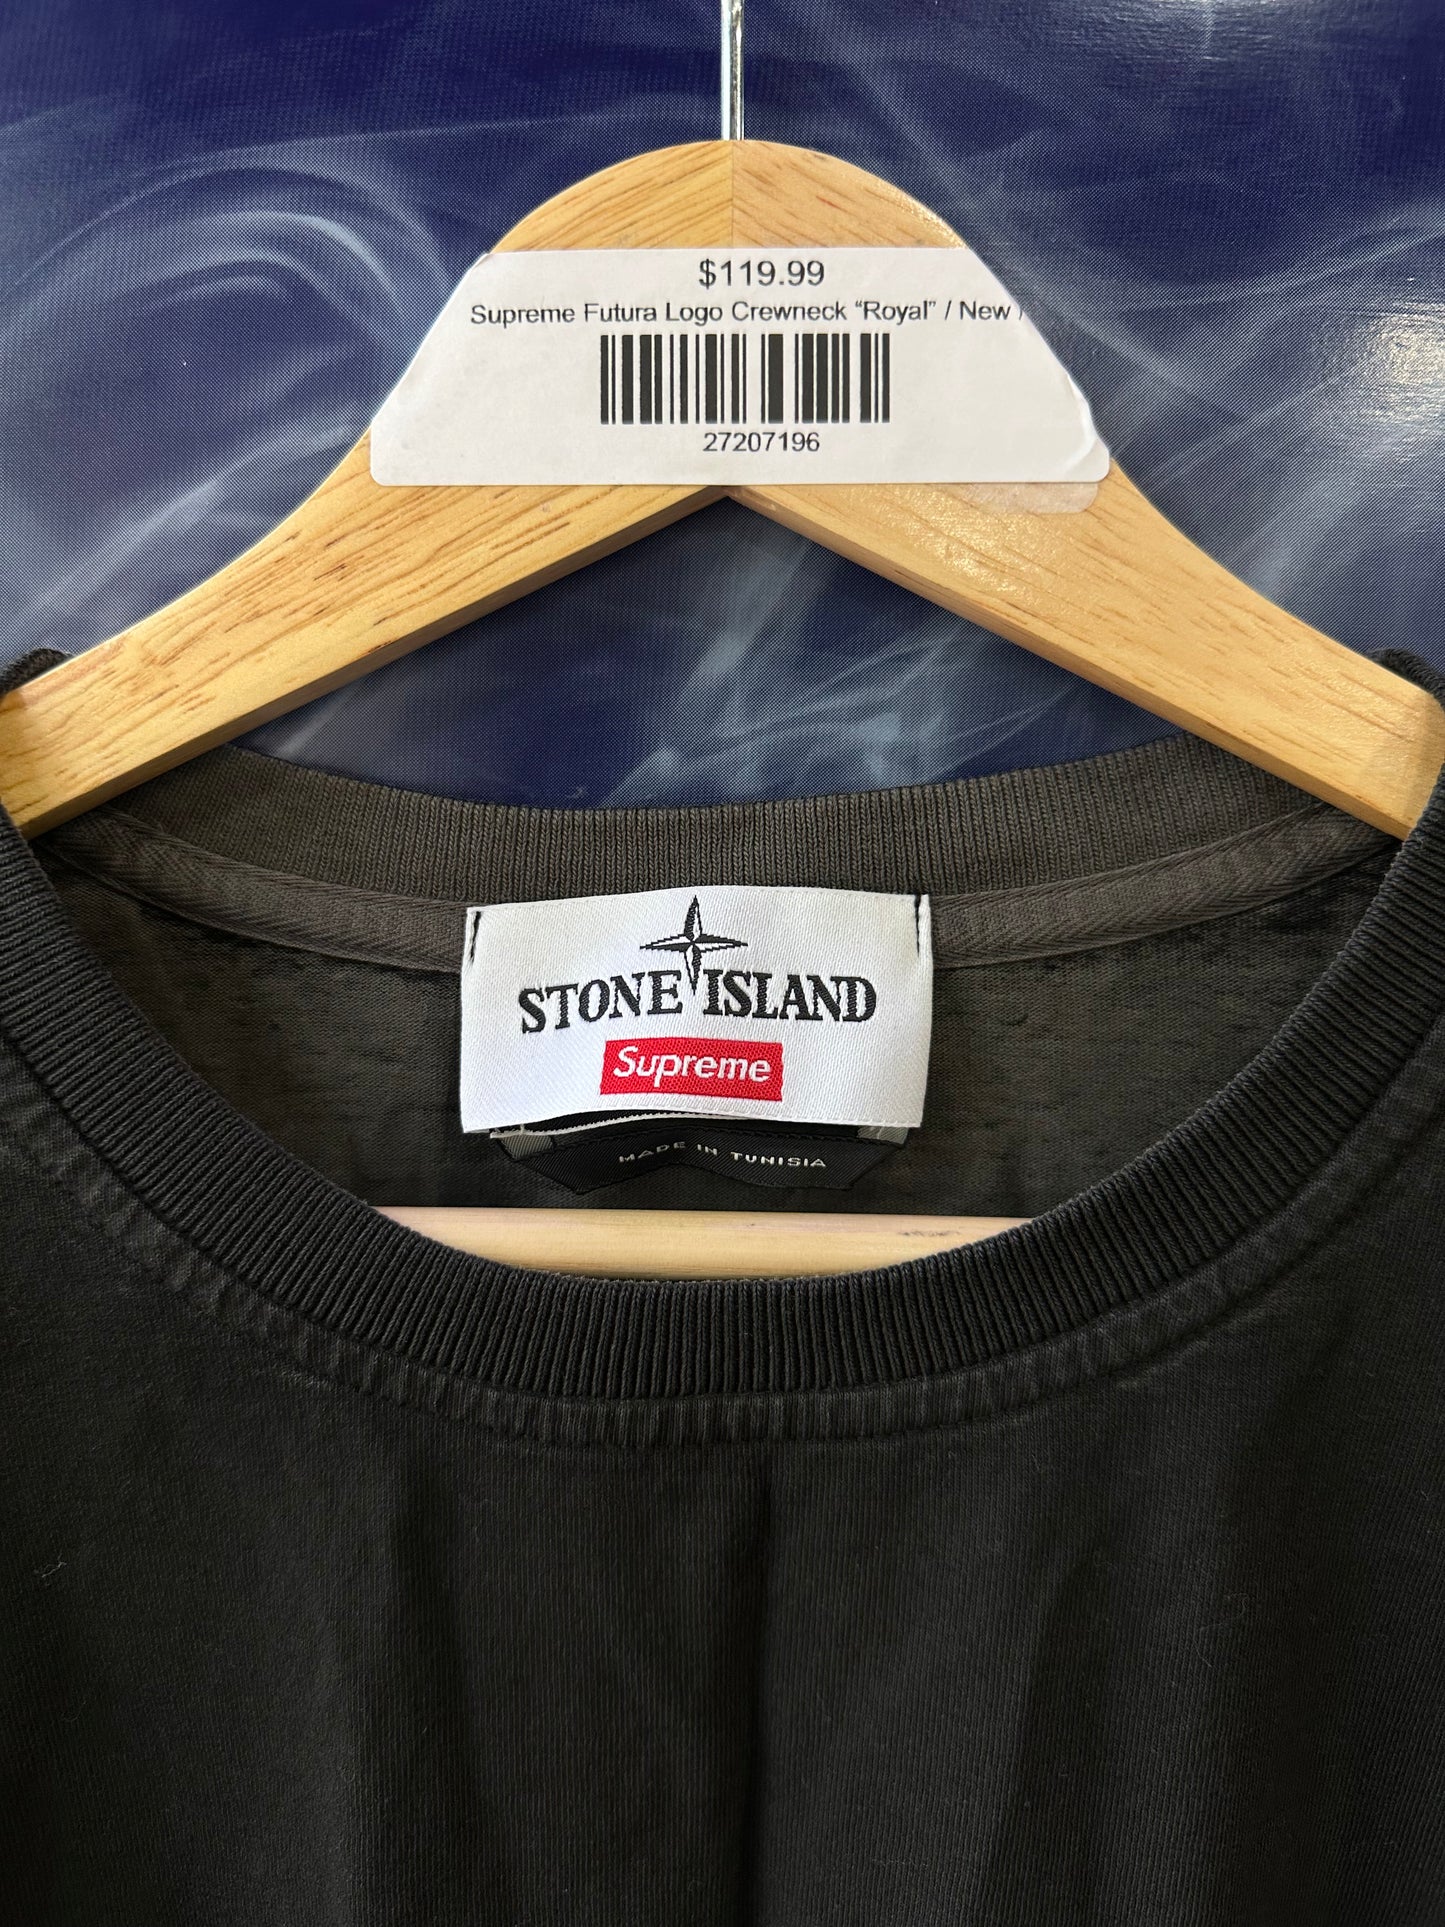 $119.99
Supreme Futura Logo Crewneck “Royal” / New /
27207196
STONE ISLAND
Supreme
MADE IN TUNISIA